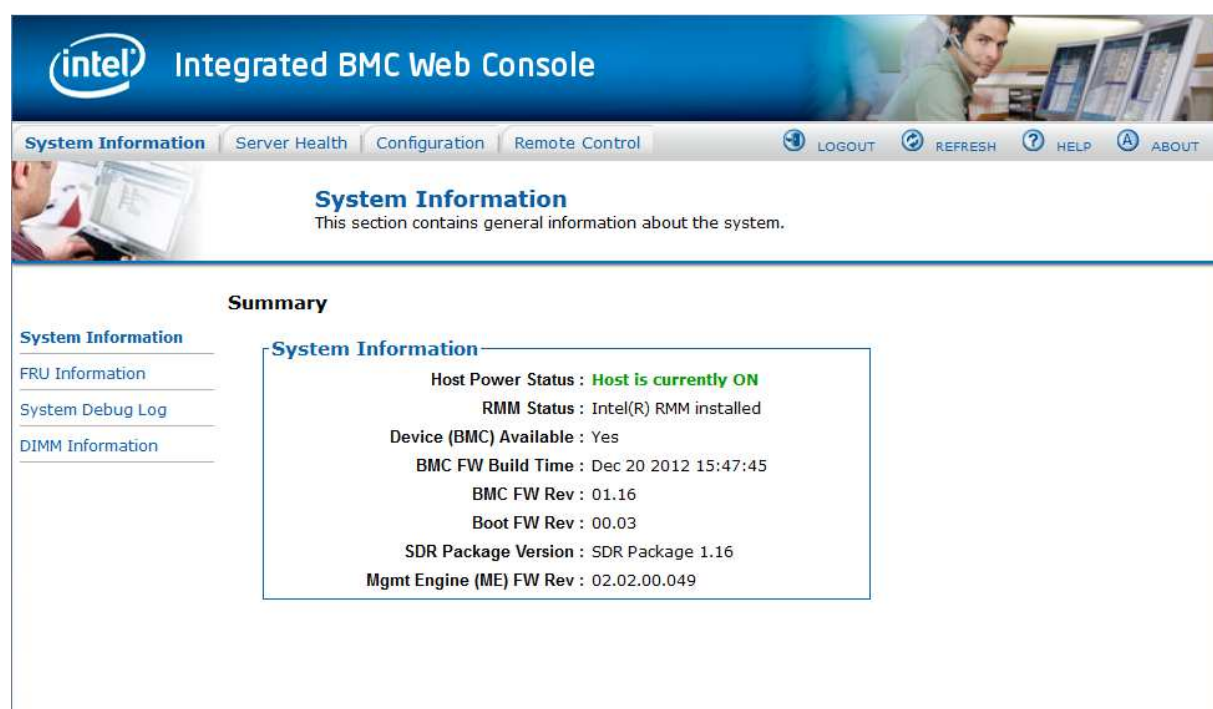 intel Integrated BMC Web Console
System Information Server Health Configuration Remote Control LOGOUT REFRESH ? HELP A ABOUT
System Information
This section contains general information about the system.
Summary
System Information
FRU Information
System Debug Log
DIMM Information
System Information
Host Power Status : Host is currently ON
RMM Status : Intel(R) RMM installed
Device (BMC) Available : Yes
BMC FW Build Time : Dec 20 2012 15:47:45
BMC FW Rev : 01.16
Boot FW Rev : 00.03
SDR Package Version : SDR Package 1.16
Mgmt Engine (ME) FW Rev : 02.02.00.049